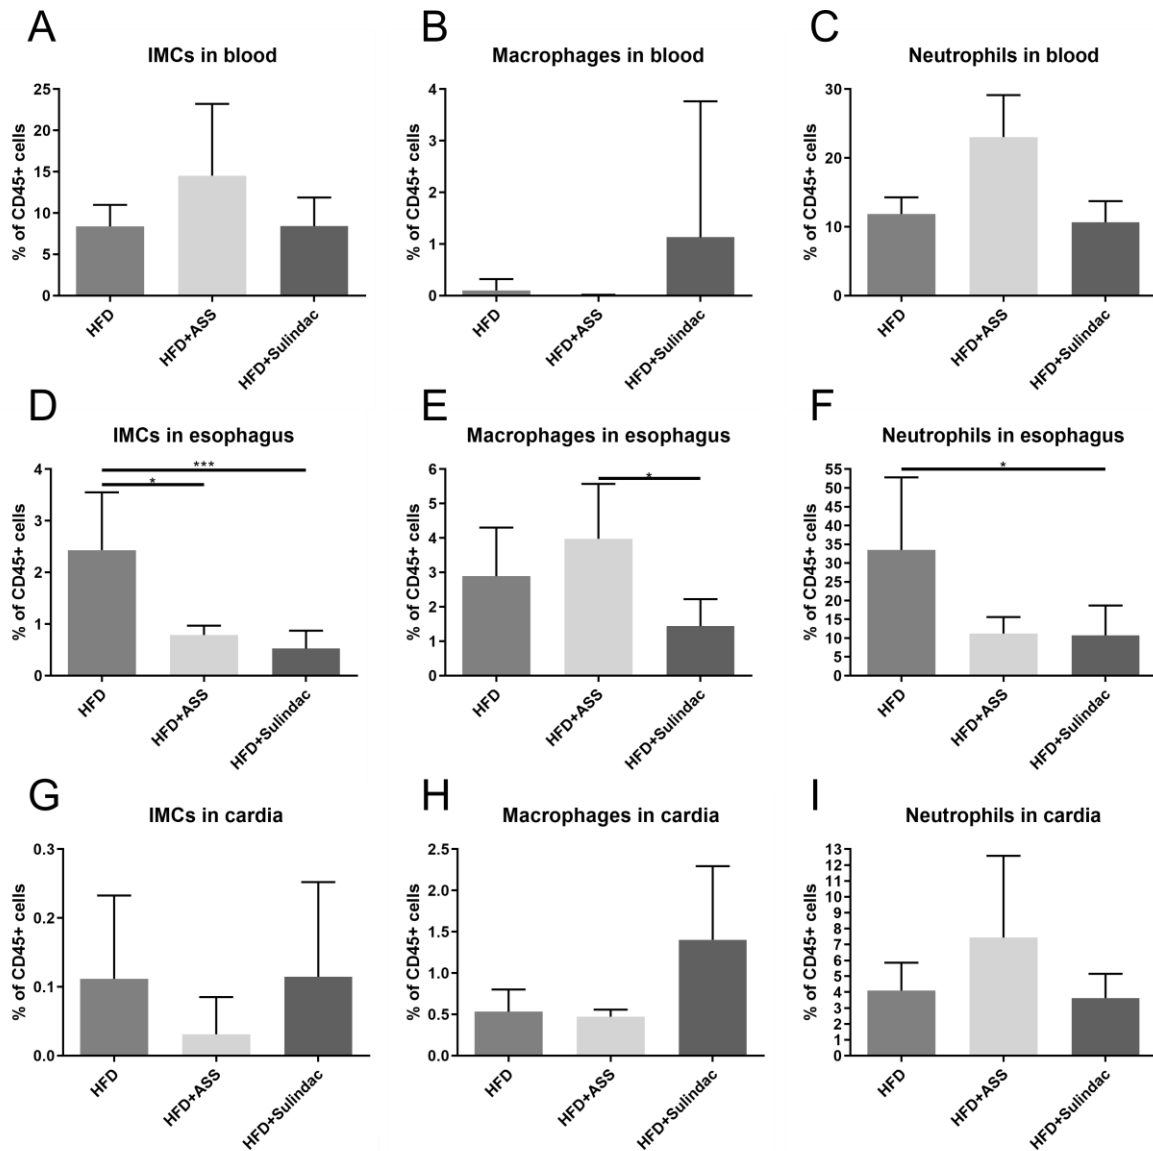 A
IMCs in blood
% of CD45+ cells
25
20
15
10
5
0
HFD
HFD+ASS
HFD+Sulindac
B
Macrophages in blood
% of CD45+ cells
4
3
2
1
0
HFD
HFD+ASS
HFD+Sulindac
C
Neutrophils in blood
% of CD45+ cells
30
20
10
0
HFD
HFD+ASS
HFD+Sulindac
D
IMCs in esophagus
% of CD45+ cells
4
3
2
1
0
***
*
HFD
HFD+ASS
HFD+Sulindac
E
Macrophages in esophagus
% of CD45+ cells
6
5
4
3
2
1
0
*
HFD
HFD+ASS
HFD+Sulindac
F
Neutrophils in esophagus
% of CD45+ cells
55
50
45
40
35
30
25
20
15
10
5
0
*
HFD
HFD+ASS
HFD+Sulindac
G
IMCs in cardia
% of CD45+ cells
0.3
0.2
0.1
0.0
HFD
HFD+ASS
HFD+Sulindac
H
Macrophages in cardia
% of CD45+ cells
2.5
2.0
1.5
1.0
0.5
0.0
HFD
HFD+ASS
HFD+Sulindac
I
Neutrophils in cardia
% of CD45+ cells
13
12
11
10
9
8
7
6
5
4
3
2
1
0
HFD
HFD+ASS
HFD+Sulindac